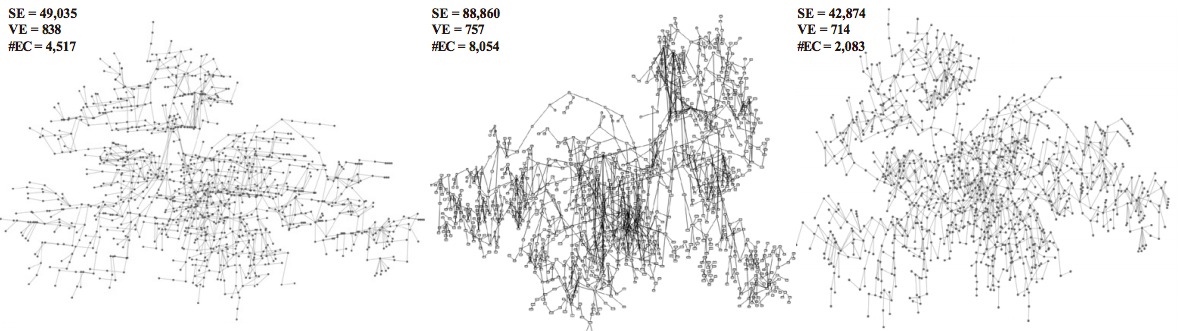 SE = 49,035
VE = 838
#EC = 4,517
SE = 88,860
VE = 757
#EC = 8,054
SE = 42,874
VE = 714
#EC = 2,083